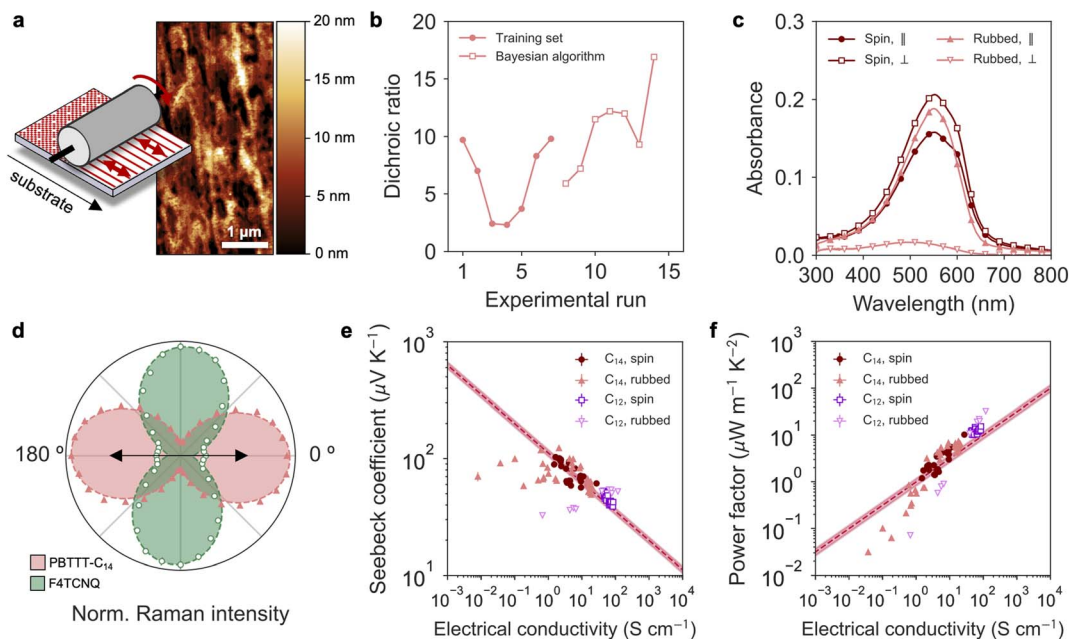 a
20 nm
15 nm
10 nm
5 nm
0 nm
substrate
1 µm
b
Training set
Bayesian algorithm
20
15
10
5
0
Dichroic ratio
1 5 10 15
Experimental run
c
Spin, ∥
Spin, ⊥
Rubbed, ∥
Rubbed, ⊥
0.3
0.2
0.1
0.0
Absorbance
300 400 500 600 700 800
Wavelength (nm)
d
180 º
0 º
PBTTT-C₁₄
F4TCNQ
Norm. Raman intensity
e
C₁₄, spin
C₁₄, rubbed
C₁₂, spin
C₁₂, rubbed
10³
10²
10¹
Seebeck coefficient (µV K⁻¹)
10⁻³ 10⁻² 10⁻¹ 10⁰ 10¹ 10² 10³ 10⁴
Electrical conductivity (S cm⁻¹)
f
C₁₄, spin
C₁₄, rubbed
C₁₂, spin
C₁₂, rubbed
10³
10²
10¹
10⁰
10⁻¹
10⁻²
Power factor (µW m⁻¹ K⁻²)
10⁻³ 10⁻² 10⁻¹ 10⁰ 10¹ 10² 10³ 10⁴
Electrical conductivity (S cm⁻¹)